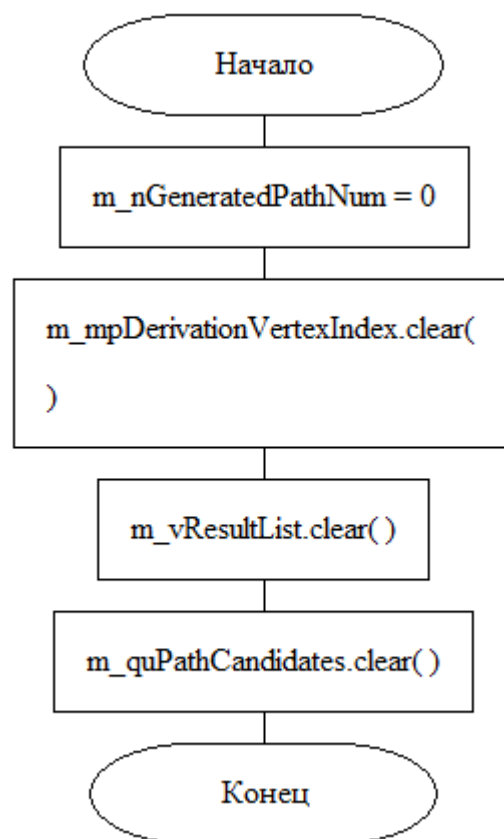 Начало
m_nGeneratedPathNum = 0
m_mpDerivationVertexIndex.clear(
)
m_vResultList.clear( )
m_quPathCandidates.clear( )
Конец